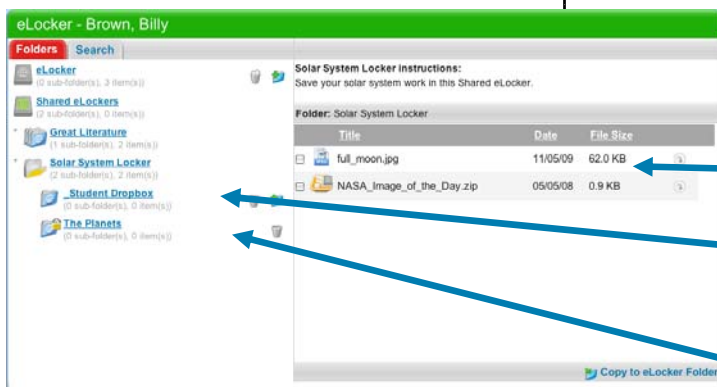 eLocker - Brown, Billy
Folders Search
eLocker
(0 sub-folder(s), 3 item(s))
Shared eLockers
(2 sub-folder(s), 0 item(s))
Great Literature
(1 sub-folder(s), 2 item(s))
Solar System Locker
(2 sub-folder(s), 2 item(s))
_Student Dropbox
(0 sub-folder(s), 0 item(s))
The Planets
(0 sub-folder(s), 0 item(s))
Solar System Locker instructions:
Save your solar system work in this Shared eLocker.
Folder: Solar System Locker
Title Date File Size
full_moon.jpg 11/05/09 62.0 KB
NASA_Image_of_the_Day.zip 05/05/08 0.9 KB
Copy to eLocker Folder